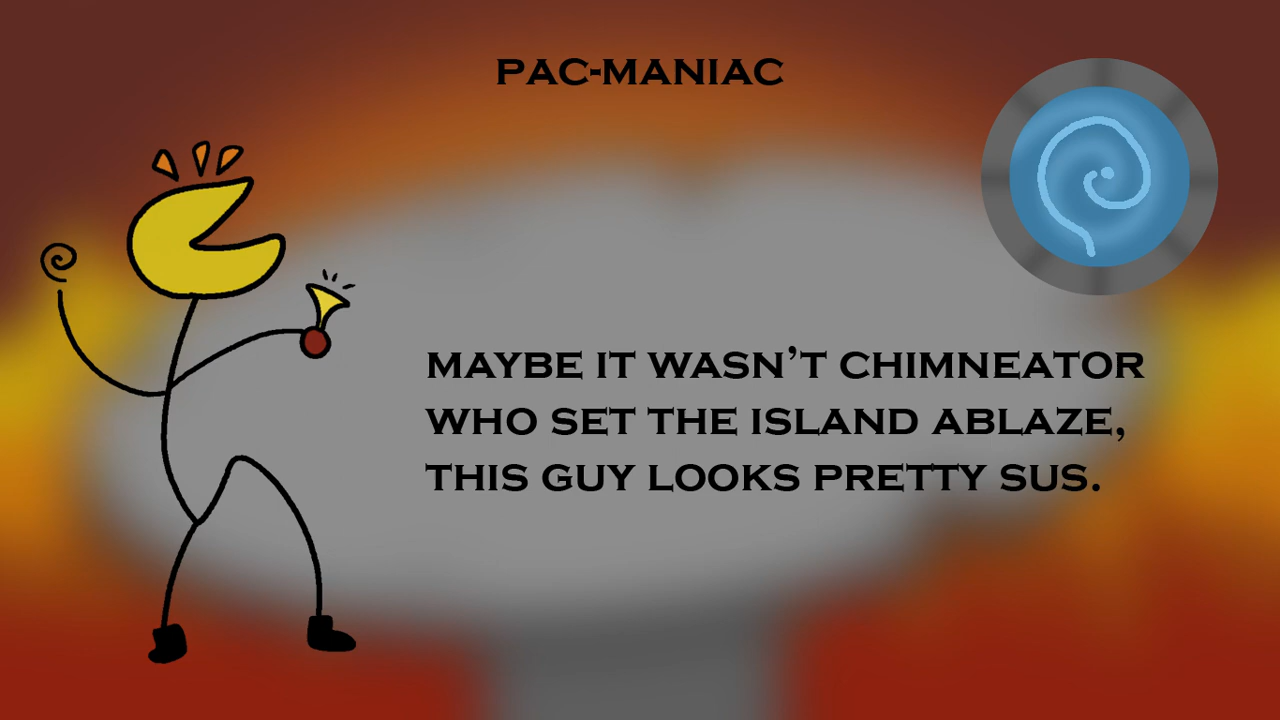 PAC-MANIAC
MAYBE IT WASN’T CHIMNEATOR
WHO SET THE ISLAND ABLAZE,
THIS GUY LOOKS PRETTY SUS.